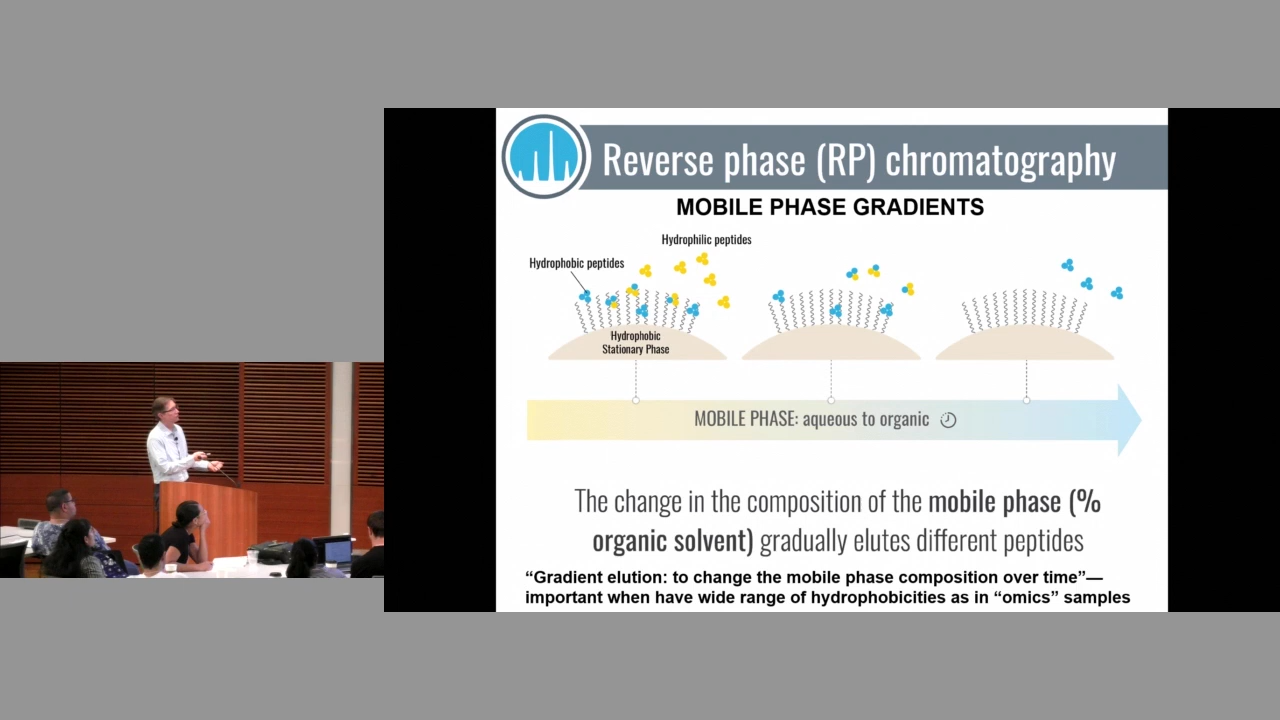 Reverse phase (RP) chromatography
MOBILE PHASE GRADIENTS
Hydrophilic peptides
Hydrophobic peptides
Hydrophobic
Stationary Phase
MOBILE PHASE: aqueous to organic
The change in the composition of the mobile phase (%
organic solvent) gradually elutes different peptides
“Gradient elution: to change the mobile phase composition over time”—
important when have wide range of hydrophobicities as in “omics” samples